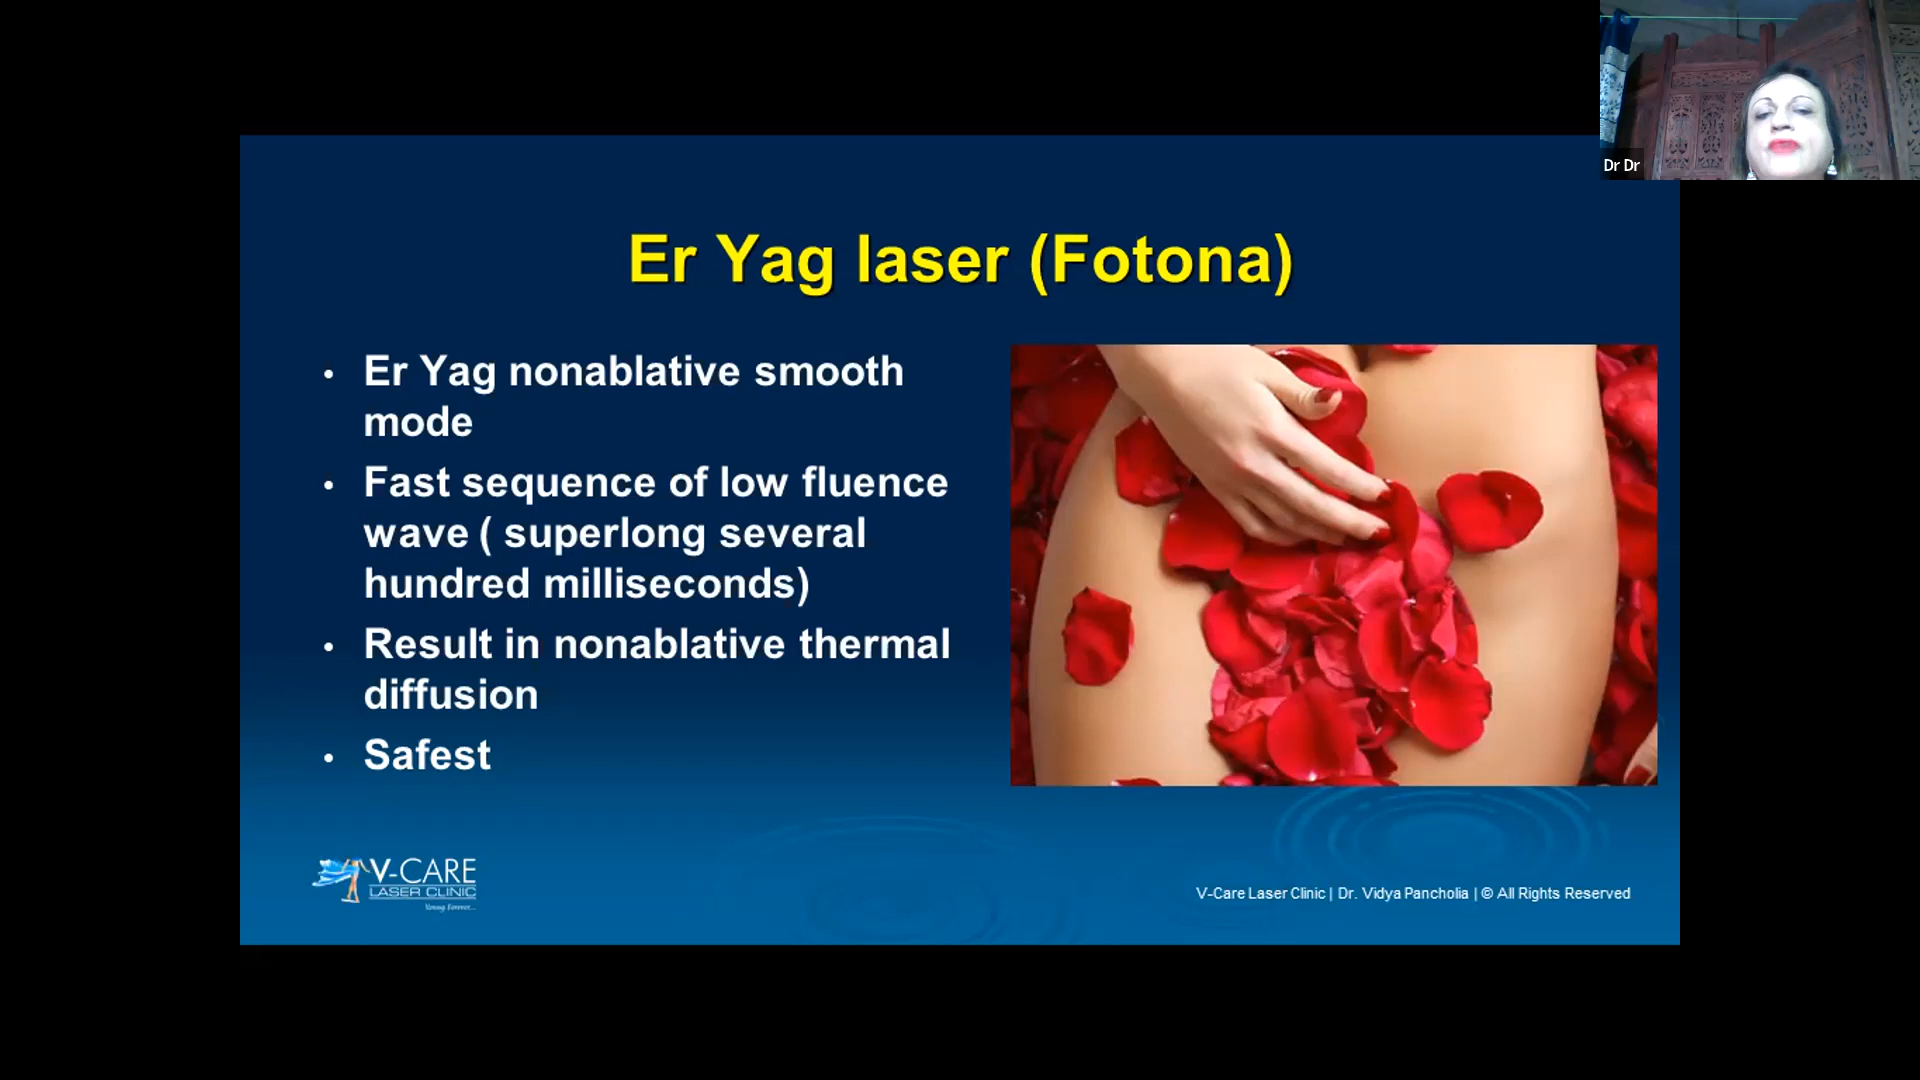 Dr Dr
Er Yag laser (Fotona)
• Er Yag nonablative smooth
mode
• Fast sequence of low fluence
wave ( superlong several
hundred milliseconds)
• Result in nonablative thermal
diffusion
• Safest
V-CARE
LASER CLINIC
Young Forever...
V-Care Laser Clinic | Dr. Vidya Pancholia | © All Rights Reserved